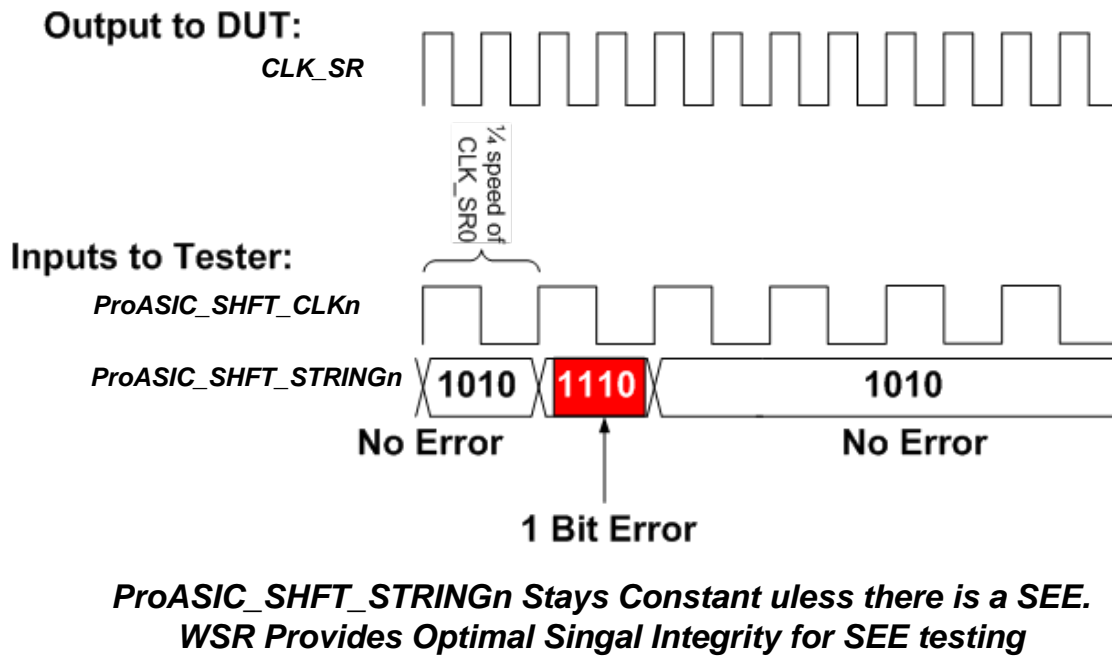 Output to DUT:
CLK_SR
¼ speed of
CLK_SR0
Inputs to Tester:
ProASIC_SHFT_CLKn
ProASIC_SHFT_STRINGn
1010
1110
1010
No Error
No Error
1 Bit Error
ProASIC_SHFT_STRINGn Stays Constant uless there is a SEE.
WSR Provides Optimal Singal Integrity for SEE testing